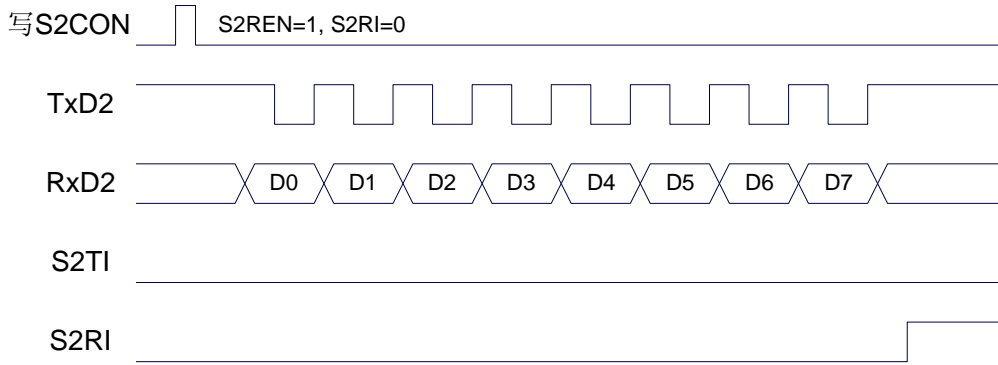 写S2CON S2REN=1, S2RI=0
TxD2
RxD2 D0 D1 D2 D3 D4 D5 D6 D7
S2TI
S2RI